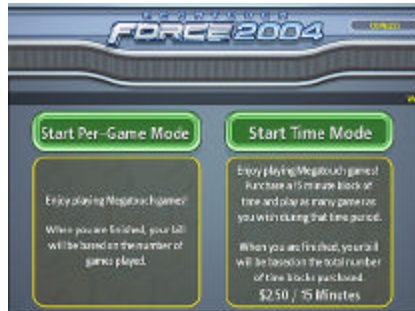 MEGATOUCH
FORCE 2004
Start Per-Game Mode
Start Time Mode
Enjoy playing Megatouch games!
When you are finished, your bill
will be based on the number of
games played.
Enjoy playing Megatouch games!
Purchase a 15 minute block of
time and play as many games as
you wish during that time period.
When you are finished, your bill
will be based on the total number
of time blocks purchased.
$2.50 / 15 Minutes